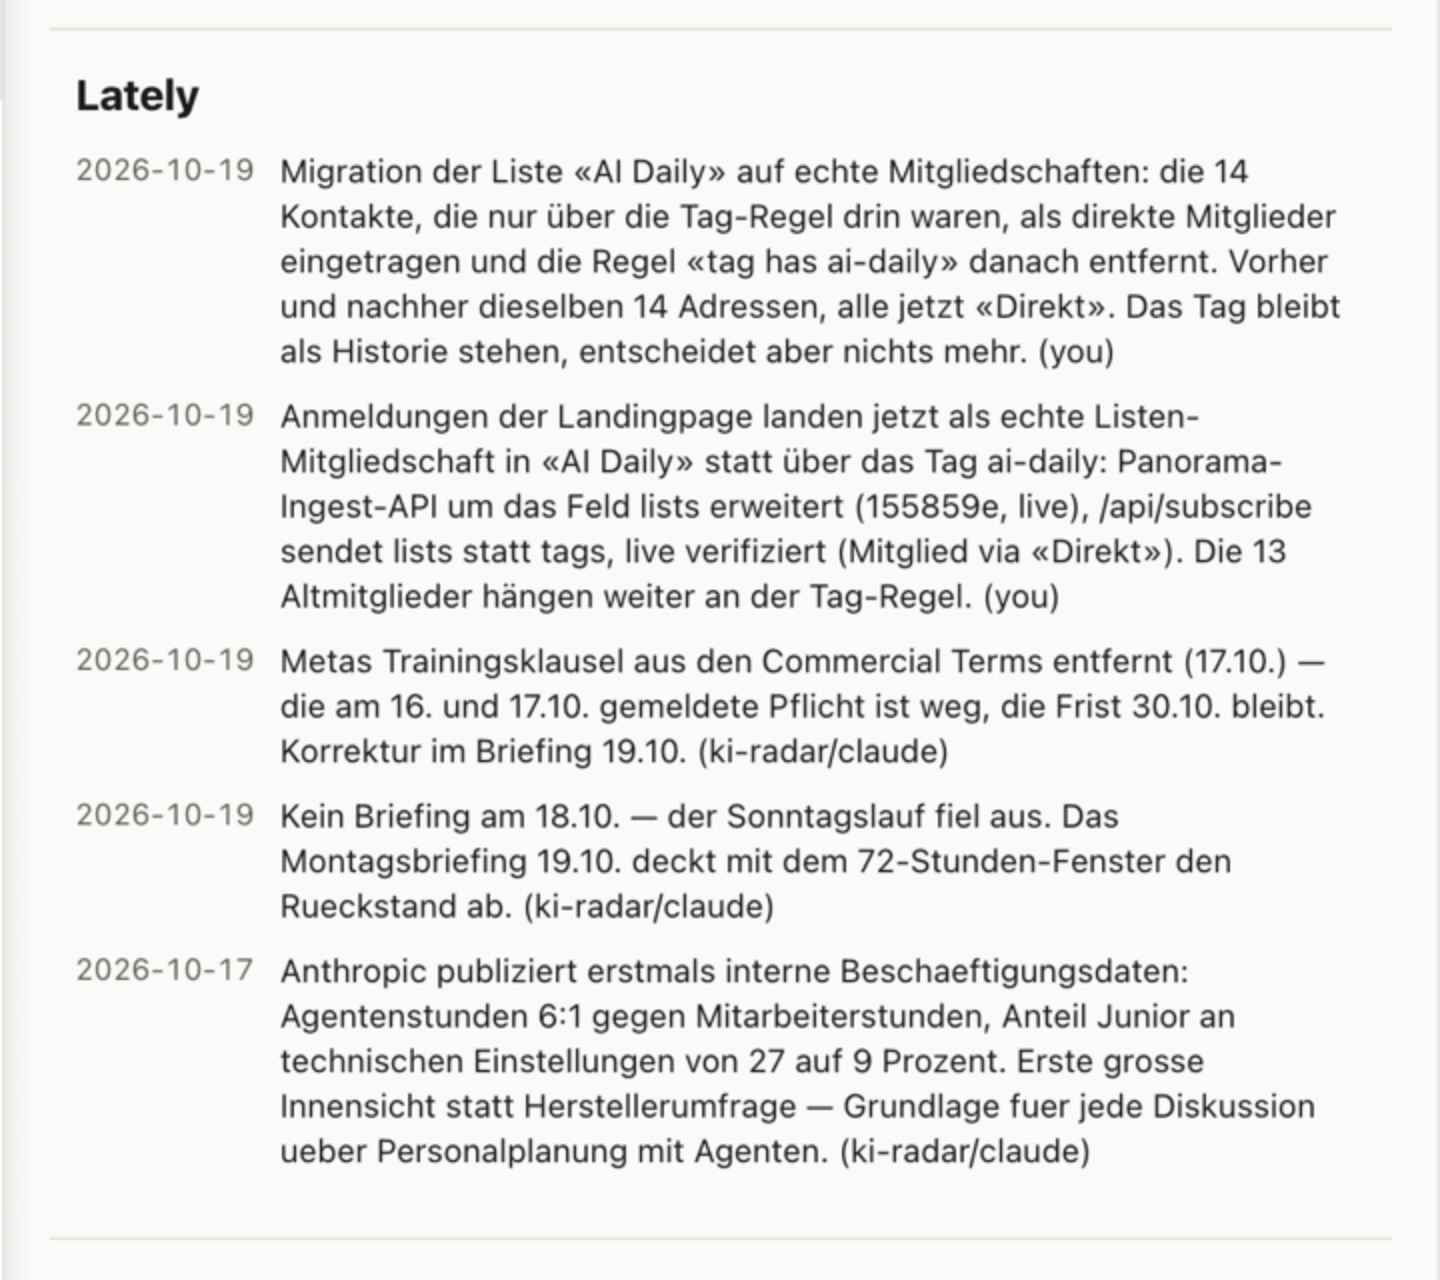 Lately
2026-10-19 Migration der Liste «AI Daily» auf echte Mitgliedschaften: die 14
Kontakte, die nur über die Tag-Regel drin waren, als direkte Mitglieder
eingetragen und die Regel «tag has ai-daily» danach entfernt. Vorher
und nachher dieselben 14 Adressen, alle jetzt «Direkt». Das Tag bleibt
als Historie stehen, entscheidet aber nichts mehr. (you)
2026-10-19 Anmeldungen der Landingpage landen jetzt als echte Listen-
Mitgliedschaft in «AI Daily» statt über das Tag ai-daily: Panorama-
Ingest-API um das Feld lists erweitert (155859e, live), /api/subscribe
sendet lists statt tags, live verifiziert (Mitglied via «Direkt»). Die 13
Altmitglieder hängen weiter an der Tag-Regel. (you)
2026-10-19 Metas Trainingsklausel aus den Commercial Terms entfernt (17.10.) —
die am 16. und 17.10. gemeldete Pflicht ist weg, die Frist 30.10. bleibt.
Korrektur im Briefing 19.10. (ki-radar/claude)
2026-10-19 Kein Briefing am 18.10. — der Sonntagslauf fiel aus. Das
Montagsbriefing 19.10. deckt mit dem 72-Stunden-Fenster den
Rueckstand ab. (ki-radar/claude)
2026-10-17 Anthropic publiziert erstmals interne Beschaeftigungsdaten:
Agentenstunden 6:1 gegen Mitarbeiterstunden, Anteil Junior an
technischen Einstellungen von 27 auf 9 Prozent. Erste grosse
Innensicht statt Herstellerumfrage — Grundlage fuer jede Diskussion
ueber Personalplanung mit Agenten. (ki-radar/claude)